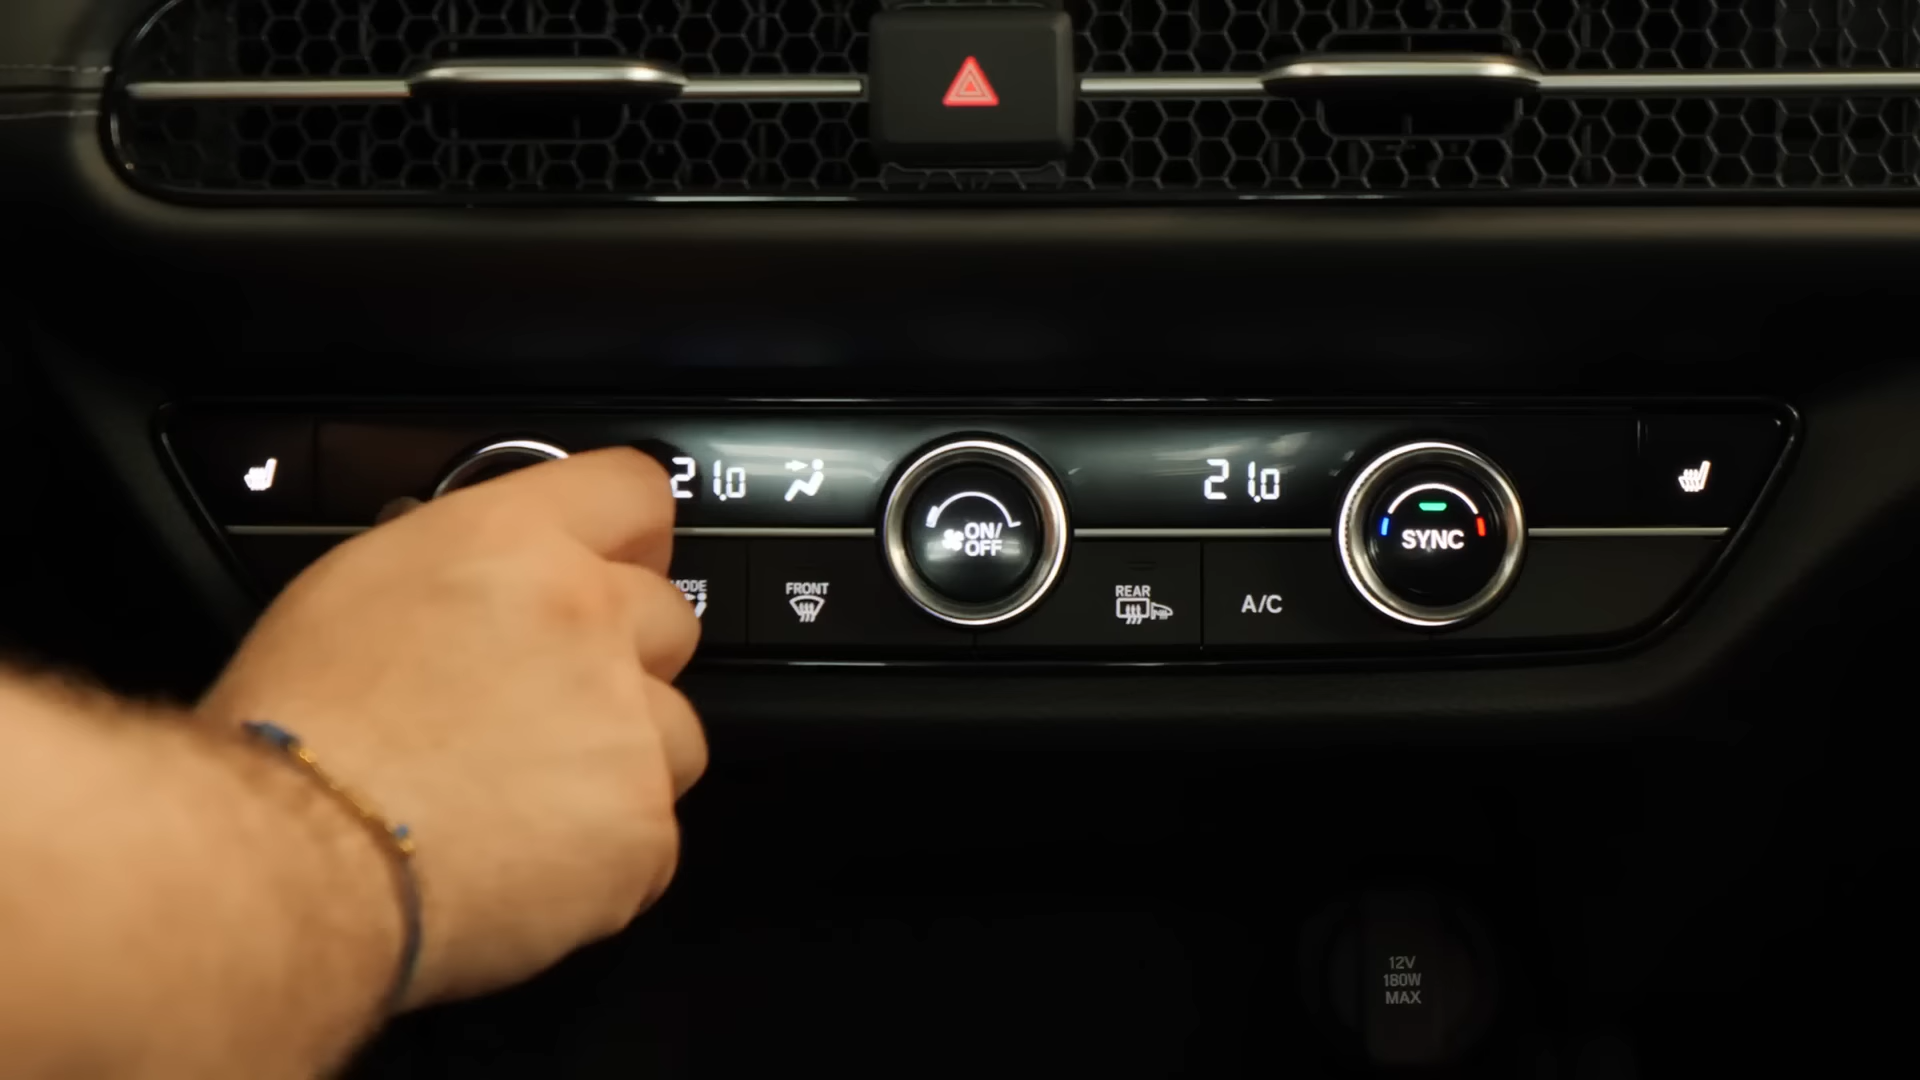 21.0
21.0
ON/
OFF
SYNC
MODE
FRONT
REAR
A/C
12V
180W
MAX